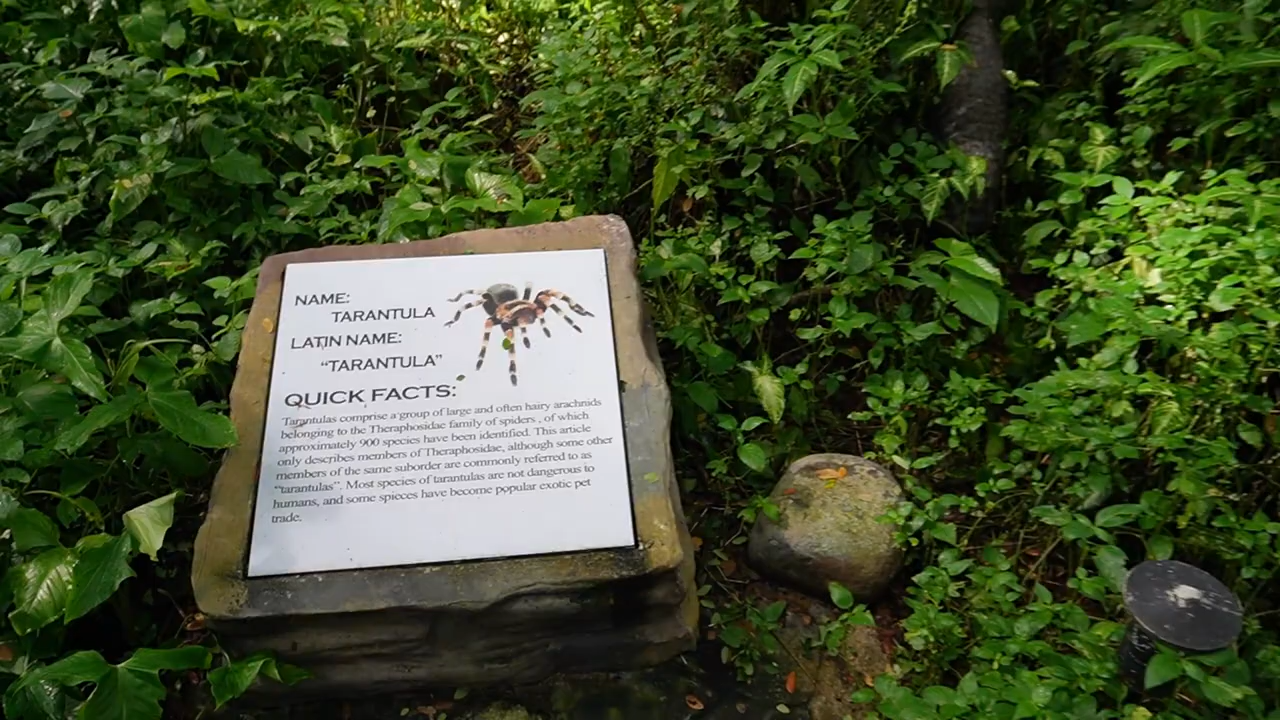 NAME:
TARANTULA
LATIN NAME:
“TARANTULA”
QUICK FACTS:
Tarantulas comprise a group of large and often hairy arachnids
belonging to the Theraphosidae family of spiders , of which
approximately 900 species have been identified. This article
only describes members of Theraphosidae, although some other
members of the same suborder are commonly referred to as
"tarantulas". Most species of tarantulas are not dangerous to
humans, and some spieces have become popular exotic pet
trade.